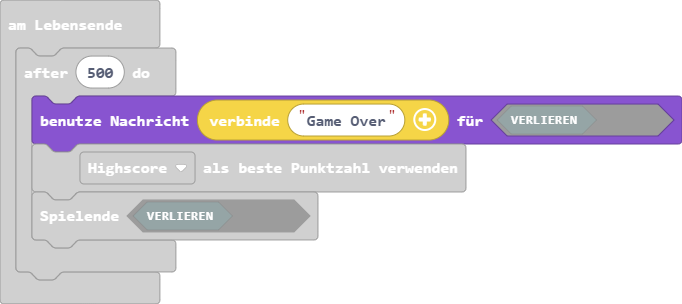 am Lebensende
after 500 do
benutze Nachricht verbinde "Game Over" für VERLIEREN
Highscore als beste Punktzahl verwenden
Spielende VERLIEREN